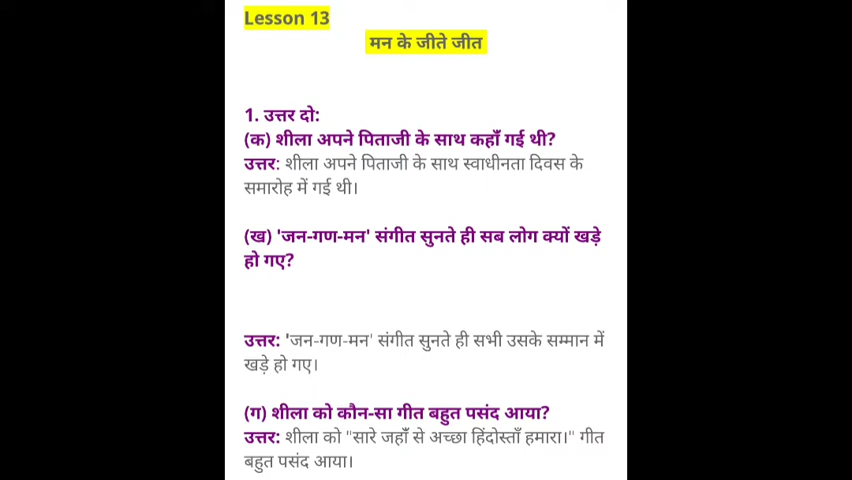 Lesson 13
मन के जीते जीत
1. उत्तर दो:
(क) शीला अपने पिताजी के साथ कहाँ गई थी?
उत्तर: शीला अपने पिताजी के साथ स्वाधीनता दिवस के
समारोह में गई थी।
(ख) 'जन-गण-मन' संगीत सुनते ही सब लोग क्यों खड़े
हो गए?
उत्तर: 'जन-गण-मन' संगीत सुनते ही सभी उसके सम्मान में
खड़े हो गए।
(ग) शीला को कौन-सा गीत बहुत पसंद आया?
उत्तर: शीला को "सारे जहाँ से अच्छा हिंदोस्ताँ हमारा।" गीत
बहुत पसंद आया।